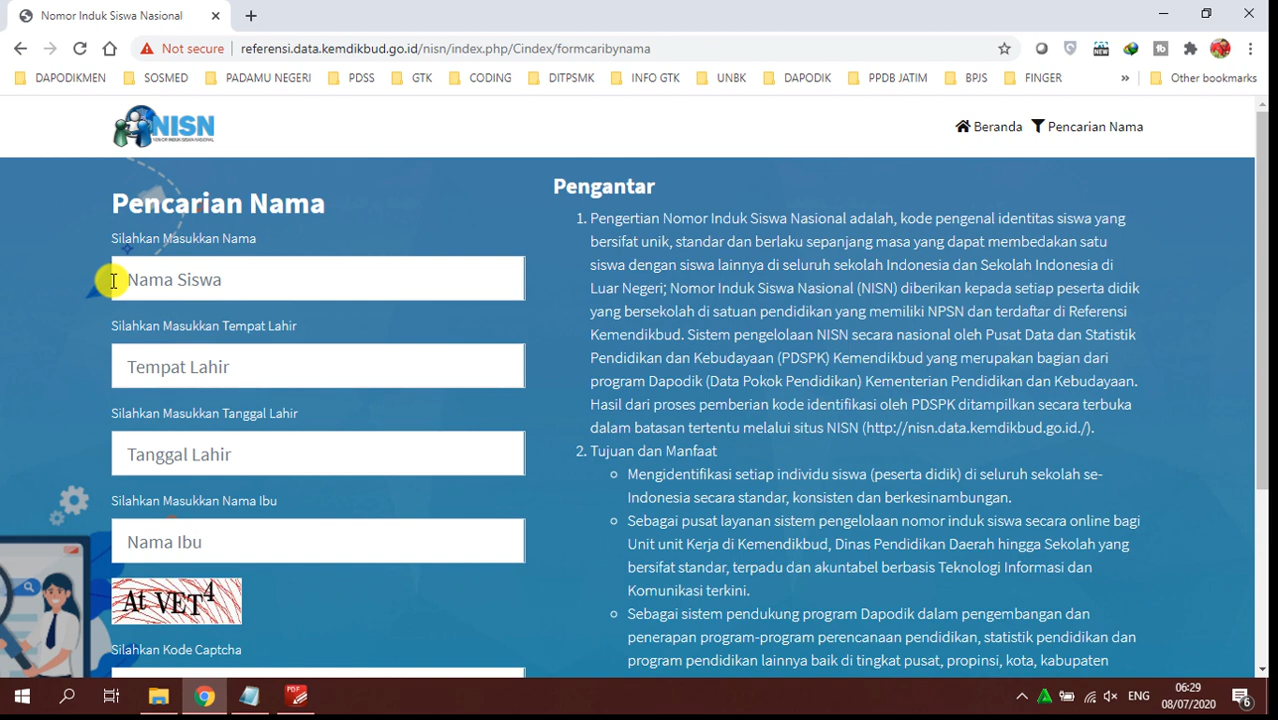 Nomor Induk Siswa Nasional
Not secure
referensi.data.kemdikbud.go.id/nisn/index.php/Cindex/formcaribynama
DAPODIKMEN SOSMED PADAMU NEGERI PDSS GTK CODING DITPSMK INFO GTK UNBK DAPODIK PPDB JATIM BPJS FINGER » Other bookmarks
NISN
NOMOR INDUK SISWA NASIONAL
Beranda Pencarian Nama
Pencarian Nama
Silahkan Masukkan Nama
Nama Siswa
Silahkan Masukkan Tempat Lahir
Tempat Lahir
Silahkan Masukkan Tanggal Lahir
Tanggal Lahir
Silahkan Masukkan Nama Ibu
Nama Ibu
At VET4
Silahkan Kode Captcha
Pengantar
1. Pengertian Nomor Induk Siswa Nasional adalah, kode pengenal identitas siswa yang
bersifat unik, standar dan berlaku sepanjang masa yang dapat membedakan satu
siswa dengan siswa lainnya di seluruh sekolah Indonesia dan Sekolah Indonesia di
Luar Negeri; Nomor Induk Siswa Nasional (NISN) diberikan kepada setiap peserta didik
yang bersekolah di satuan pendidikan yang memiliki NPSN dan terdaftar di Referensi
Kemendikbud. Sistem pengelolaan NISN secara nasional oleh Pusat Data dan Statistik
Pendidikan dan Kebudayaan (PDSPK) Kemendikbud yang merupakan bagian dari
program Dapodik (Data Pokok Pendidikan) Kementerian Pendidikan dan Kebudayaan.
Hasil dari proses pemberian kode identifikasi oleh PDSPK ditampilkan secara terbuka
dalam batasan tertentu melalui situs NISN (http://nisn.data.kemdikbud.go.id./).
2. Tujuan dan Manfaat
Mengidentifikasi setiap individu siswa (peserta didik) di seluruh sekolah se-
Indonesia secara standar, konsisten dan berkesinambungan.
Sebagai pusat layanan sistem pengelolaan nomor induk siswa secara online bagi
Unit unit Kerja di Kemendikbud, Dinas Pendidikan Daerah hingga Sekolah yang
bersifat standar, terpadu dan akuntabel berbasis Teknologi Informasi dan
Komunikasi terkini.
Sebagai sistem pendukung program Dapodik dalam pengembangan dan
penerapan program-program perencanaan pendidikan, statistik pendidikan dan
program pendidikan lainnya baik di tingkat pusat, propinsi, kota, kabupaten
ENG
06:29
08/07/2020
6